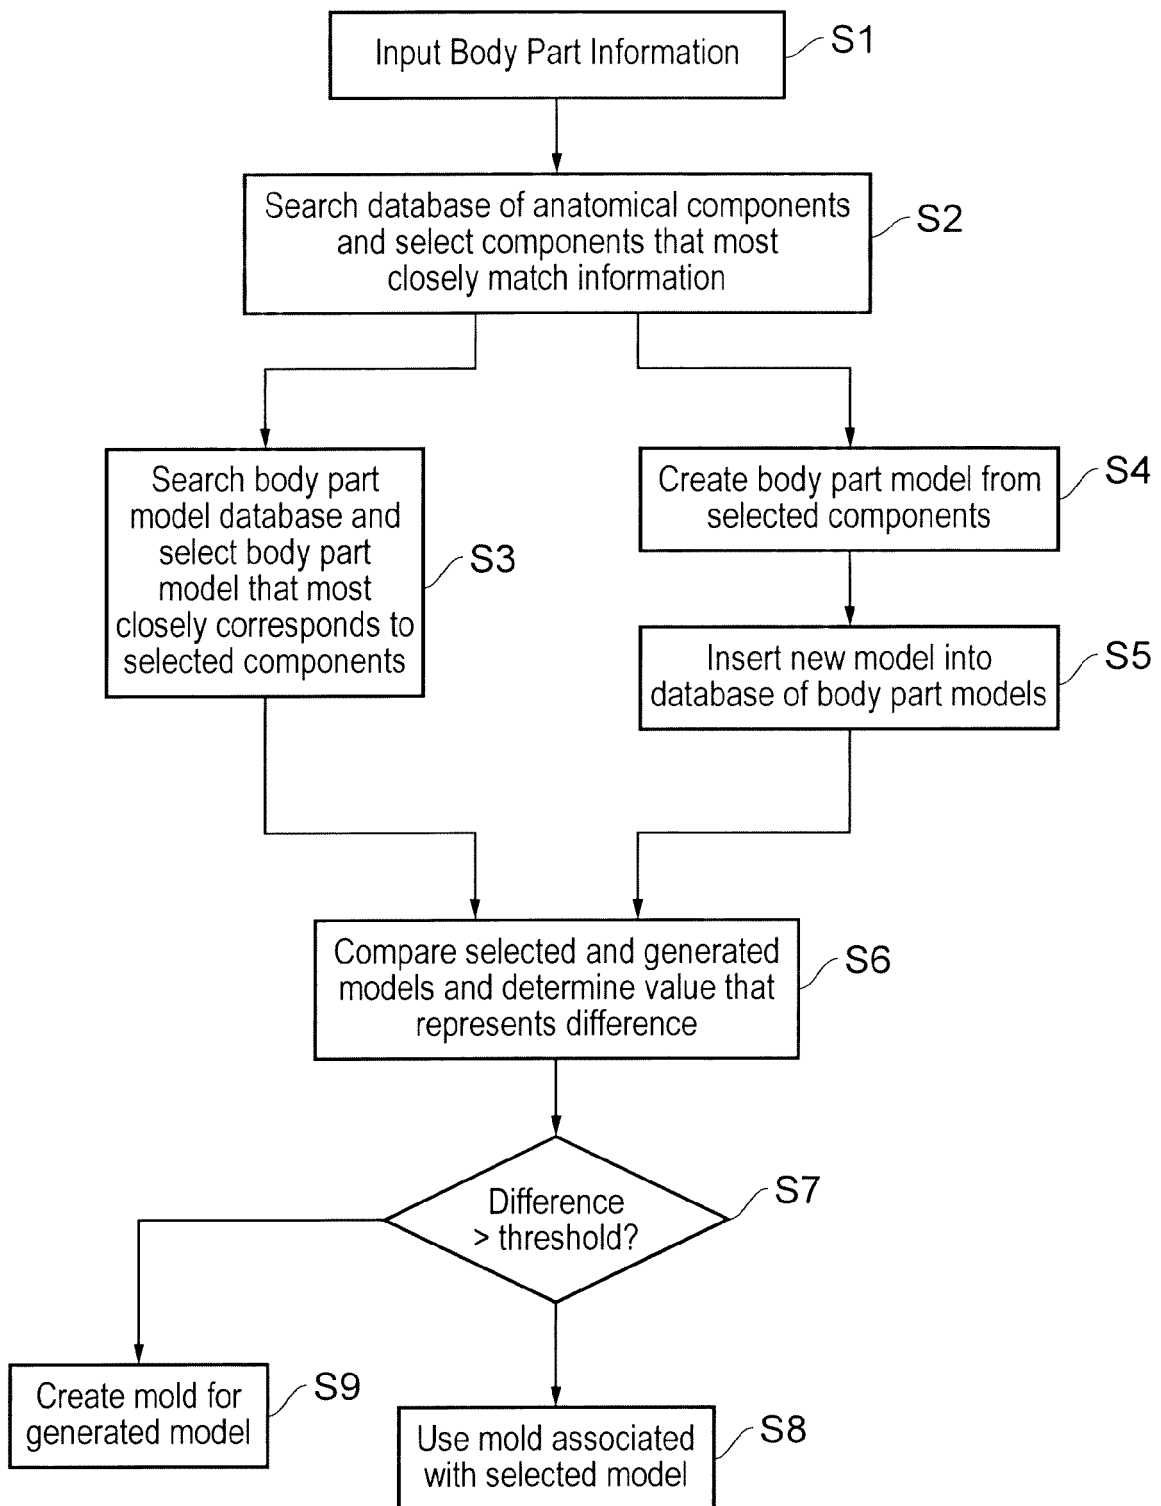 Input Body Part Information
S1
Search database of anatomical components
and select components that most
closely match information
S2
Search body part
model database and
select body part
model that most
closely corresponds to
selected components
S3
Create body part model from
selected components
S4
Insert new model into
database of body part models
S5
Compare selected and generated
models and determine value that
represents difference
S6
Difference
> threshold?
S7
Create mold for
generated model
S9
Use mold associated
with selected model
S8